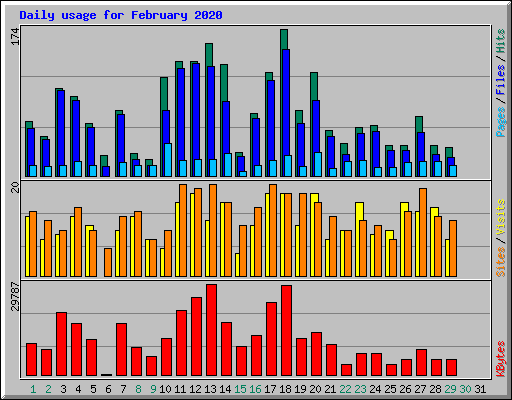 Daily usage for February 2020
174
Pages / Files / Hits
20
Sites / Visits
29787
KBytes
1 2 3 4 5 6 7 8 9 10 11 12 13 14 15 16 17 18 19 20 21 22 23 24 25 26 27 28 29 30 31